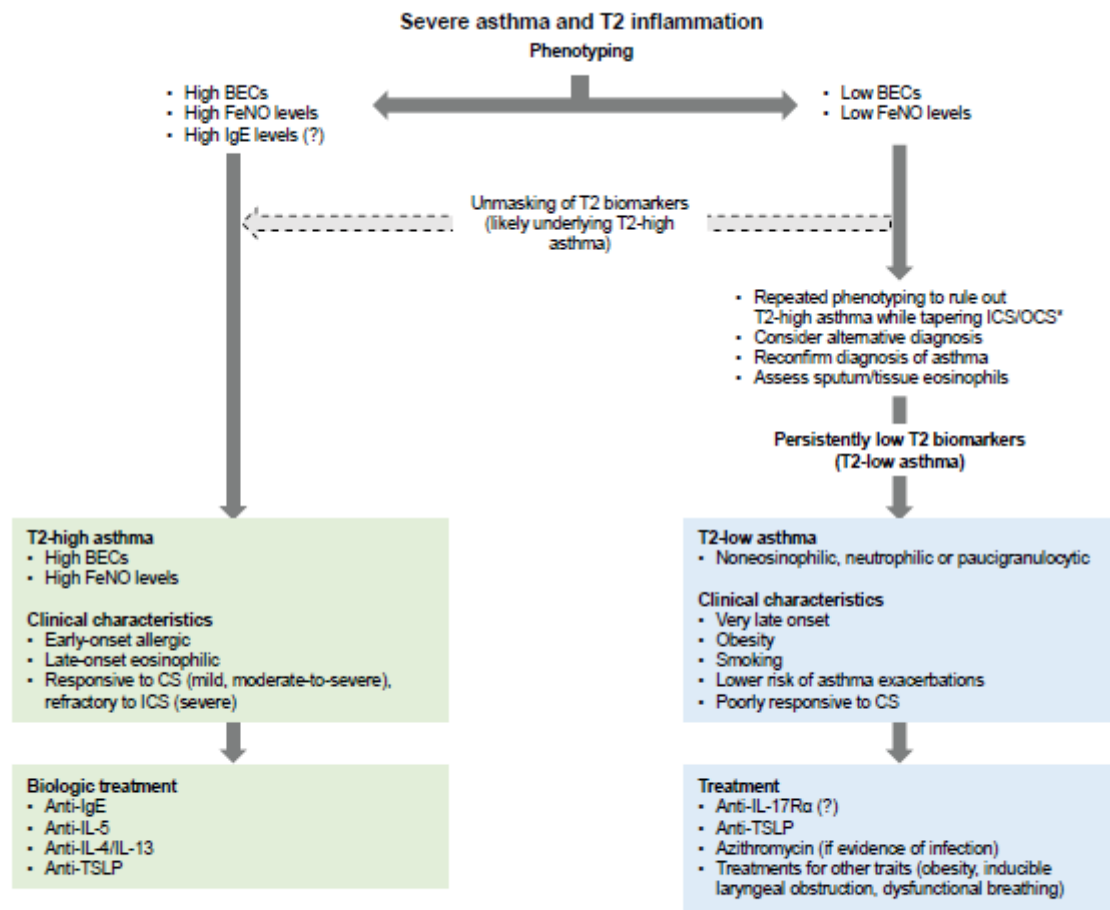 Severe asthma and T2 inflammation
Phenotyping
▪ High BECs
▪ High FeNO levels
▪ High IgE levels (?)
▪ Low BECs
▪ Low FeNO levels
Unmasking of T2 biomarkers
(likely underlying T2-high
asthma)
▪ Repeated phenotyping to rule out
T2-high asthma while tapering ICS/OCS*
▪ Consider alternative diagnosis
▪ Reconfirm diagnosis of asthma
▪ Assess sputum/tissue eosinophils
Persistently low T2 biomarkers
(T2-low asthma)
T2-high asthma
▪ High BECs
▪ High FeNO levels
Clinical characteristics
▪ Early-onset allergic
▪ Late-onset eosinophilic
▪ Responsive to CS (mild, moderate-to-severe),
refractory to ICS (severe)
T2-low asthma
▪ Noneosinophilic, neutrophilic or paucigranulocytic
Clinical characteristics
▪ Very late onset
▪ Obesity
▪ Smoking
▪ Lower risk of asthma exacerbations
▪ Poorly responsive to CS
Biologic treatment
▪ Anti-IgE
▪ Anti-IL-5
▪ Anti-IL-4/IL-13
▪ Anti-TSLP
Treatment
▪ Anti-IL-17Rα (?)
▪ Anti-TSLP
▪ Azithromycin (if evidence of infection)
▪ Treatments for other traits (obesity, inducible
laryngeal obstruction, dysfunctional breathing)